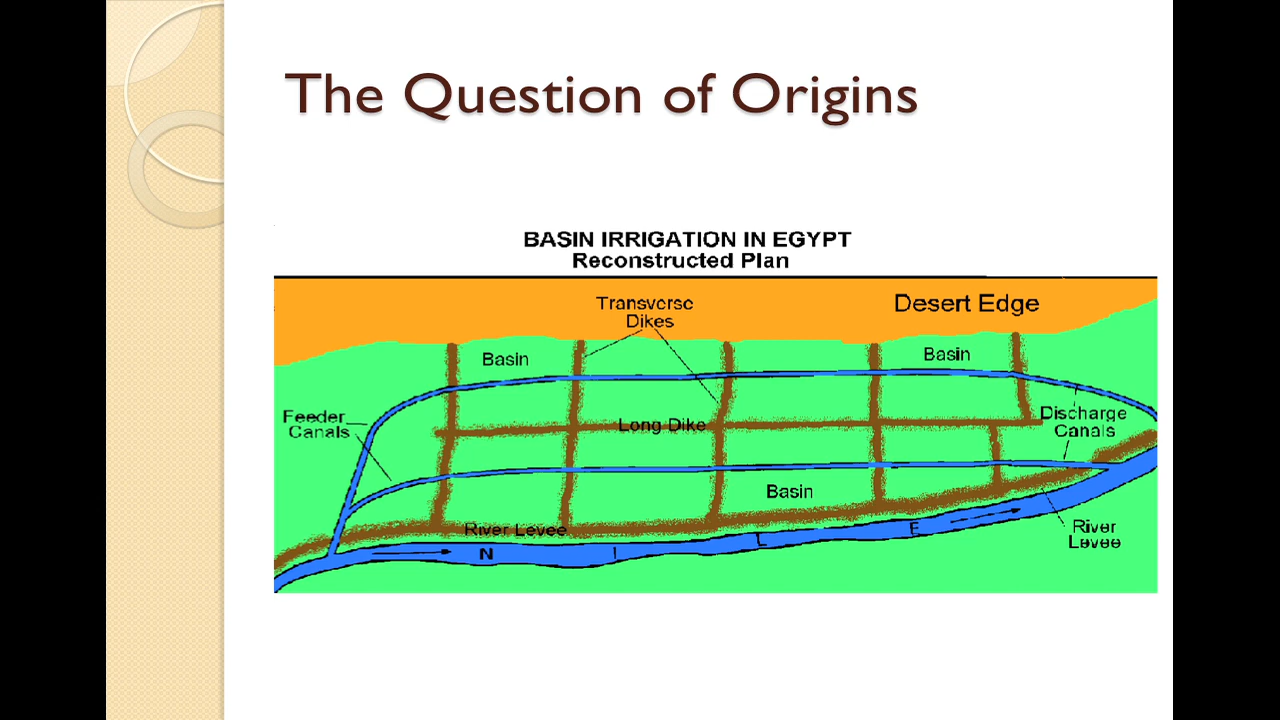 The Question of Origins
BASIN IRRIGATION IN EGYPT
Reconstructed Plan
Transverse
Dikes
Desert Edge
Basin
Basin
Feeder
Canals
Long Dike
Discharge
Canals
Basin
River Levee
River
Levee
N I L E